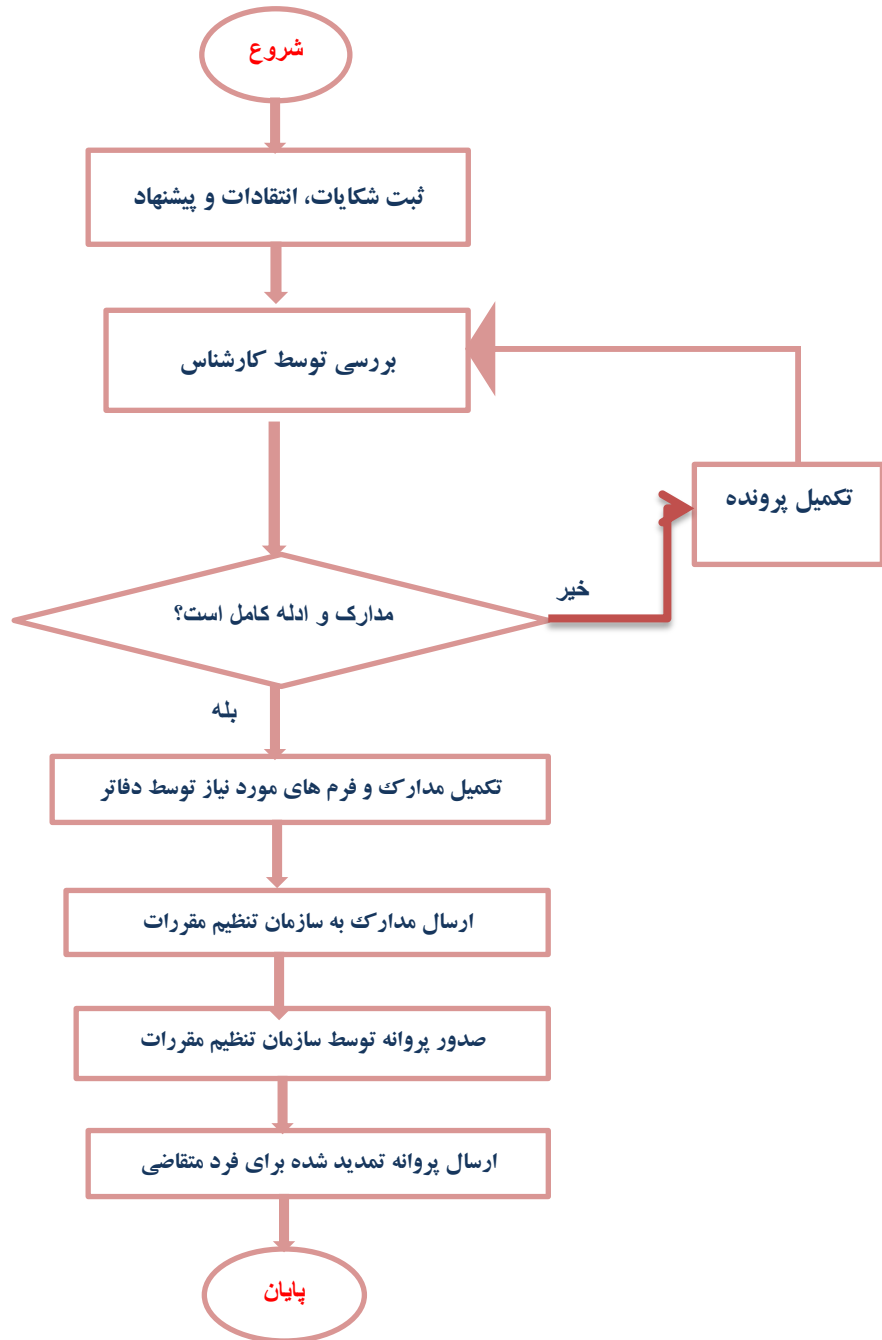 شروع
ثبت شکایات، انتقادات و پیشنهاد
بررسی توسط کارشناس
تکمیل پرونده
مدارک و ادله کامل است؟
خیر
بله
تکمیل مدارک و فرم های مورد نیاز توسط دفاتر
ارسال مدارک به سازمان تنظیم مقررات
صدور پروانه توسط سازمان تنظیم مقررات
ارسال پروانه تمدید شده برای فرد متقاضی
پایان